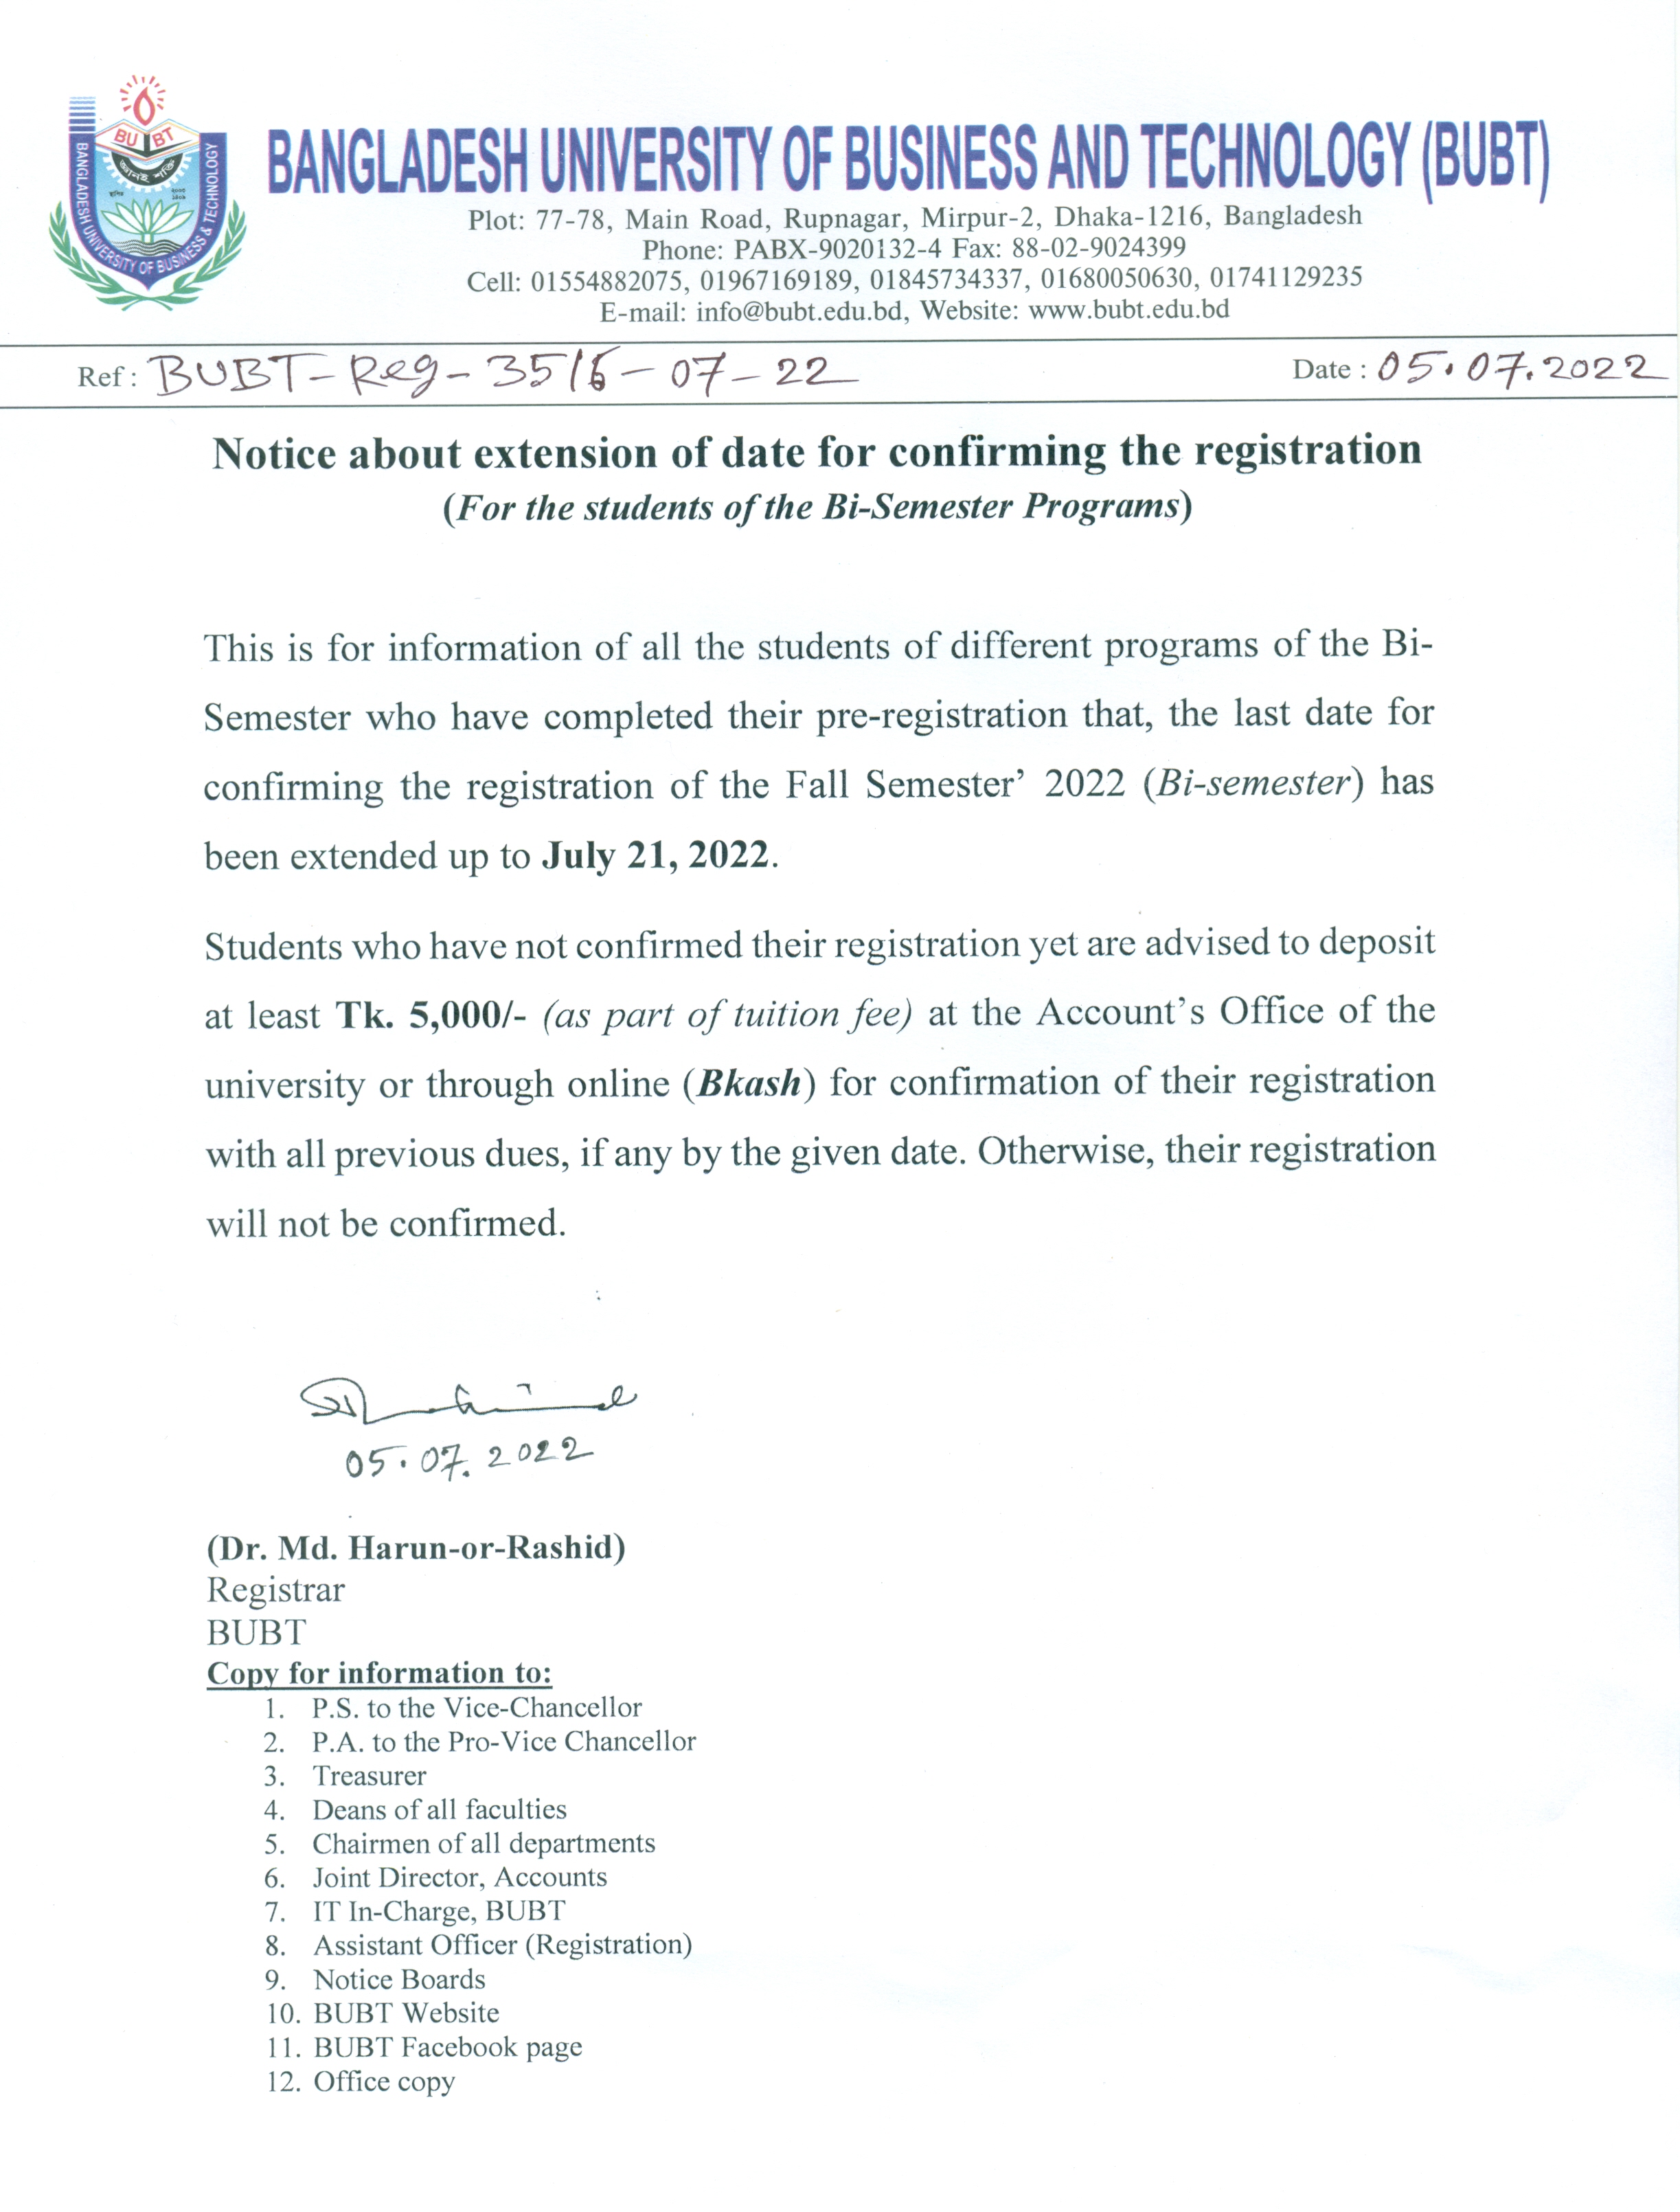 BU BT
জ্ঞানই শক্তি
স্থাপিত
২০০৩
BANGLADESH UNIVERSITY OF BUSINESS & TECHNOLOGY
BANGLADESH UNIVERSITY OF BUSINESS AND TECHNOLOGY (BUBT)
Plot: 77-78, Main Road, Rupnagar, Mirpur-2, Dhaka-1216, Bangladesh
Phone: PABX-9020132-4 Fax: 88-02-9024399
Cell: 01554882075, 01967169189, 01845734337, 01680050630, 01741129235
E-mail: info@bubt.edu.bd, Website: www.bubt.edu.bd
Ref : BUBT-Reg-3516-07-22 Date : 05.07.2022
Notice about extension of date for confirming the registration
(For the students of the Bi-Semester Programs)
This is for information of all the students of different programs of the Bi-
Semester who have completed their pre-registration that, the last date for
confirming the registration of the Fall Semester’ 2022 (Bi-semester) has
been extended up to July 21, 2022.
Students who have not confirmed their registration yet are advised to deposit
at least Tk. 5,000/- (as part of tuition fee) at the Account’s Office of the
university or through online (Bkash) for confirmation of their registration
with all previous dues, if any by the given date. Otherwise, their registration
will not be confirmed.
05.07.2022
(Dr. Md. Harun-or-Rashid)
Registrar
BUBT
Copy for information to:
1. P.S. to the Vice-Chancellor
2. P.A. to the Pro-Vice Chancellor
3. Treasurer
4. Deans of all faculties
5. Chairmen of all departments
6. Joint Director, Accounts
7. IT In-Charge, BUBT
8. Assistant Officer (Registration)
9. Notice Boards
10. BUBT Website
11. BUBT Facebook page
12. Office copy